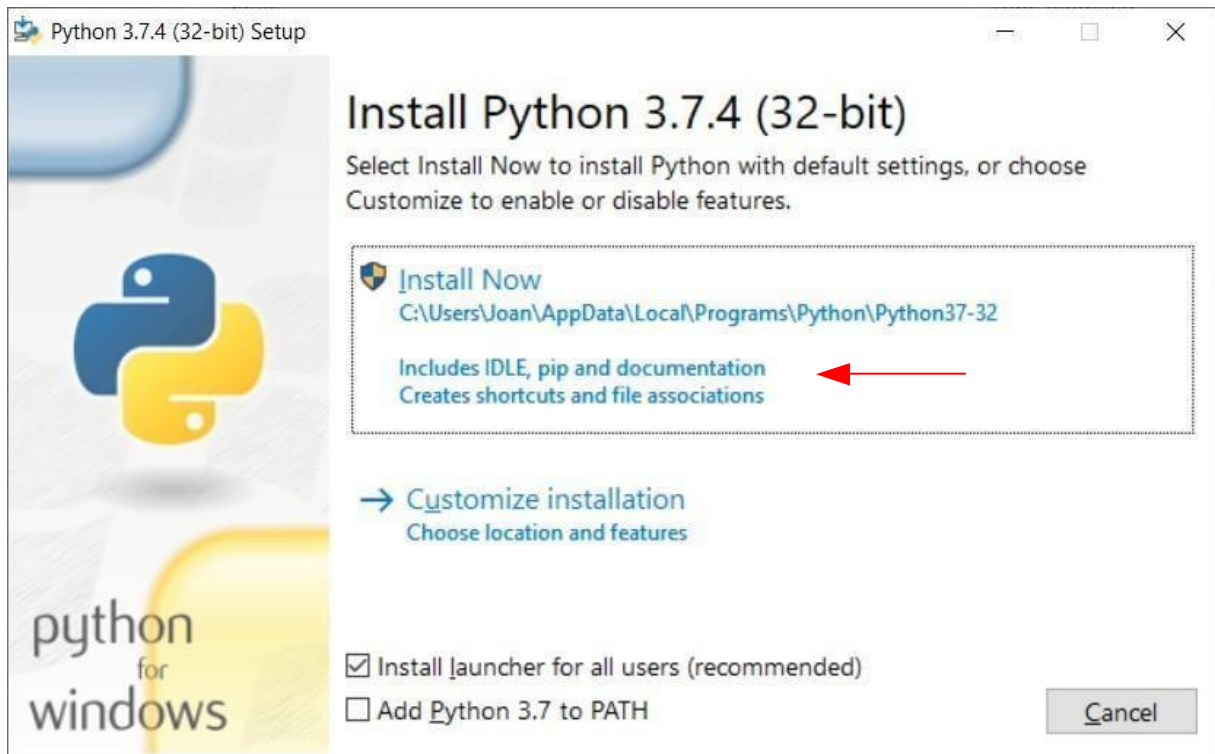 Python 3.7.4 (32-bit) Setup
Install Python 3.7.4 (32-bit)
Select Install Now to install Python with default settings, or choose
Customize to enable or disable features.
Install Now
C:\Users\Joan\AppData\Local\Programs\Python\Python37-32
Includes IDLE, pip and documentation
Creates shortcuts and file associations
Customize installation
Choose location and features
python
for
windows
Install launcher for all users (recommended)
Add Python 3.7 to PATH
Cancel